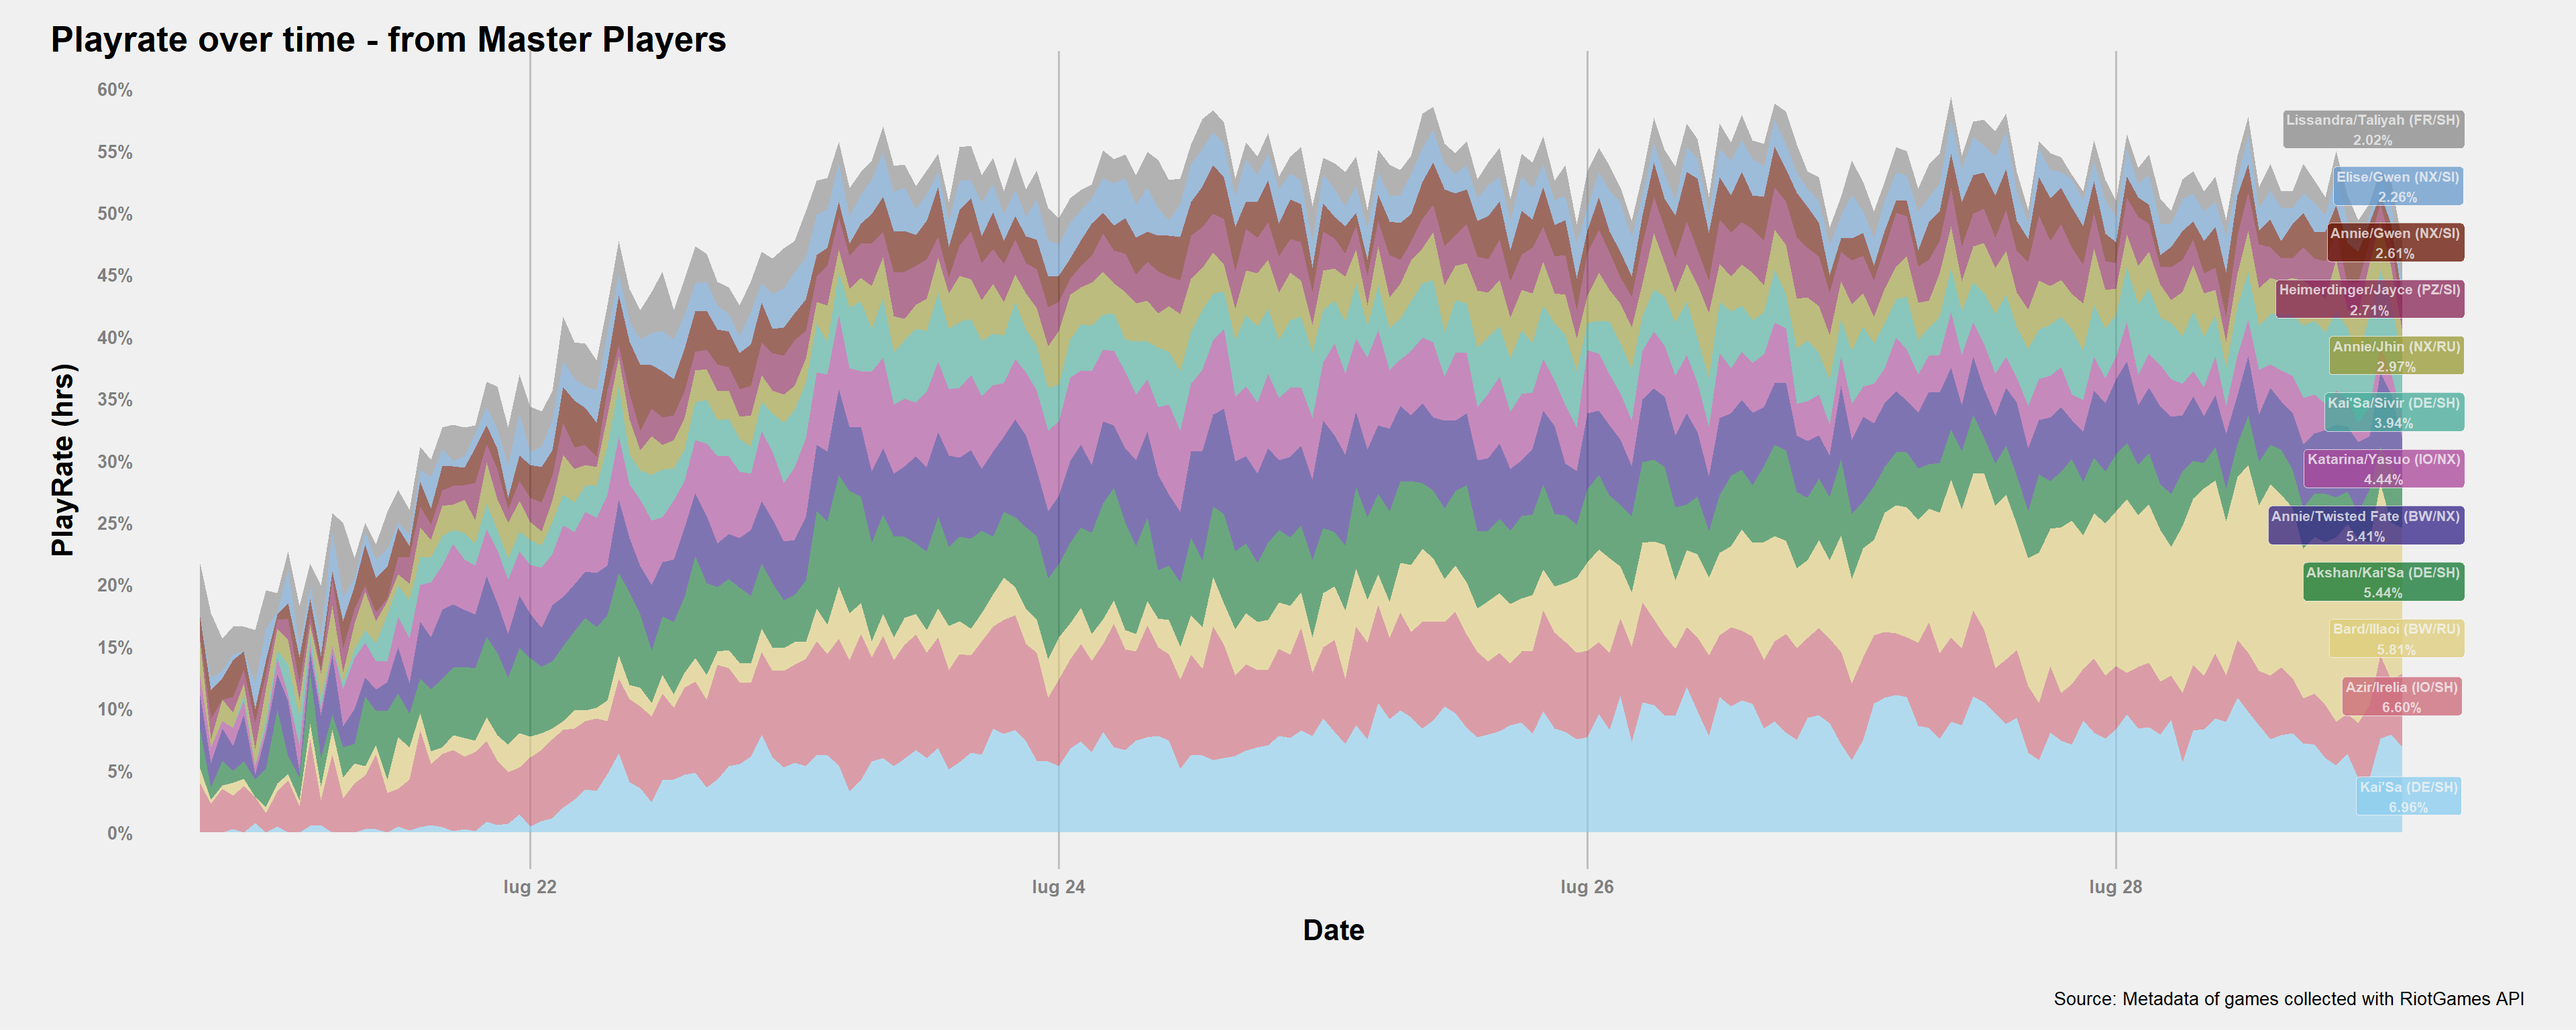 Playrate over time - from Master Players
PlayRate (hrs)
60%
55%
50%
45%
40%
35%
30%
25%
20%
15%
10%
5%
0%
Lissandra/Taliyah (FR/SH)
2.02%
Elise/Gwen (NX/SI)
2.26%
Annie/Gwen (NX/SI)
2.61%
Heimerdinger/Jayce (PZ/SI)
2.71%
Annie/Jhin (NX/RU)
2.97%
Kai'Sa/Sivir (DE/SH)
3.94%
Katarina/Yasuo (IO/NX)
4.44%
Annie/Twisted Fate (BW/NX)
5.41%
Akshan/Kai'Sa (DE/SH)
5.44%
Bard/Illaoi (BW/RU)
5.81%
Azir/Irelia (IO/SH)
6.60%
Kai'Sa (DE/SH)
6.96%
lug 22
lug 24
lug 26
lug 28
Date
Source: Metadata of games collected with RiotGames API